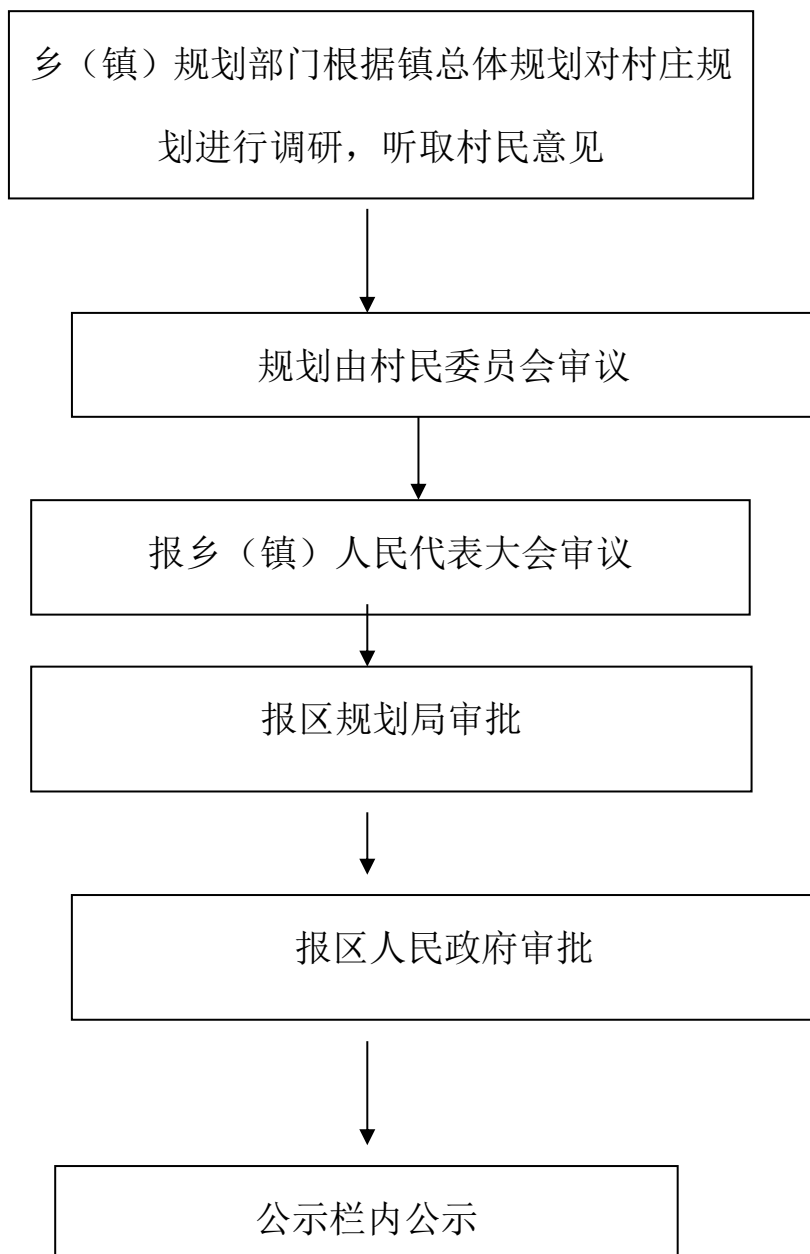 乡（镇）规划部门根据镇总体规划对村庄规
划进行调研，听取村民意见
规划由村民委员会审议
报乡（镇）人民代表大会审议
报区规划局审批
报区人民政府审批
公示栏内公示